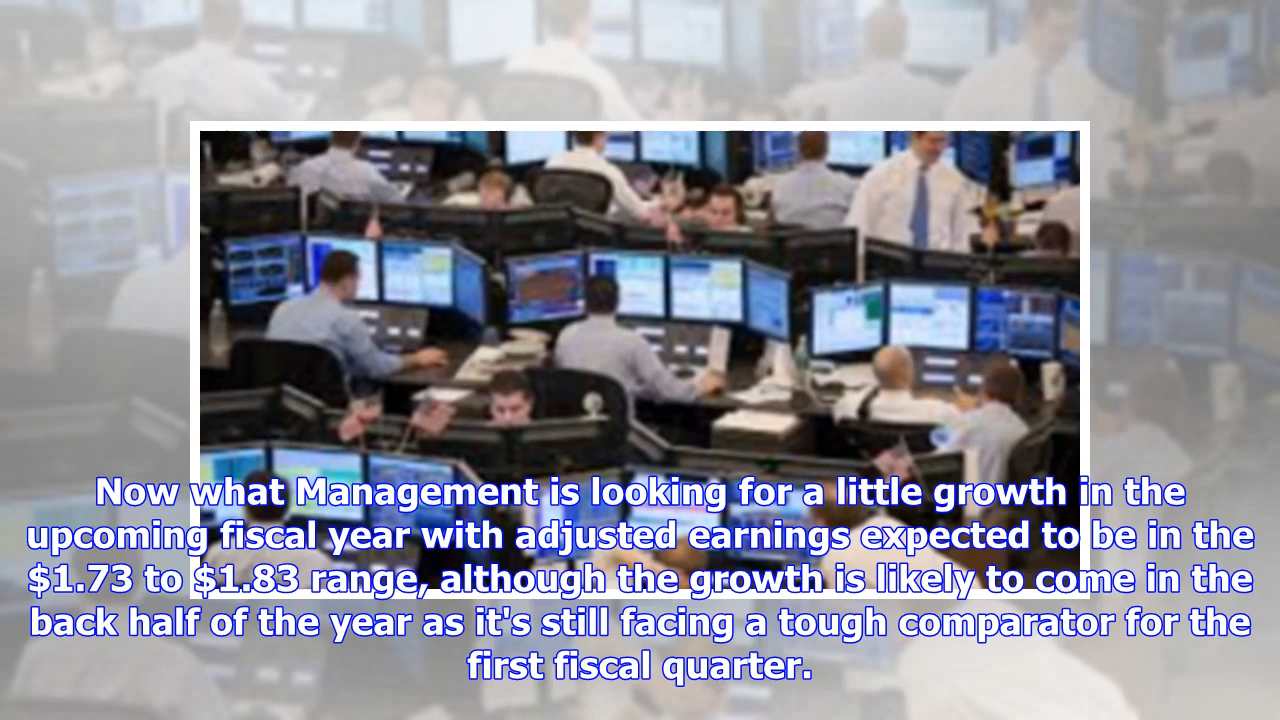 Now what Management is looking for a little growth in the
upcoming fiscal year with adjusted earnings expected to be in the
$1.73 to $1.83 range, although the growth is likely to come in the
back half of the year as it's still facing a tough comparator for the
first fiscal quarter.